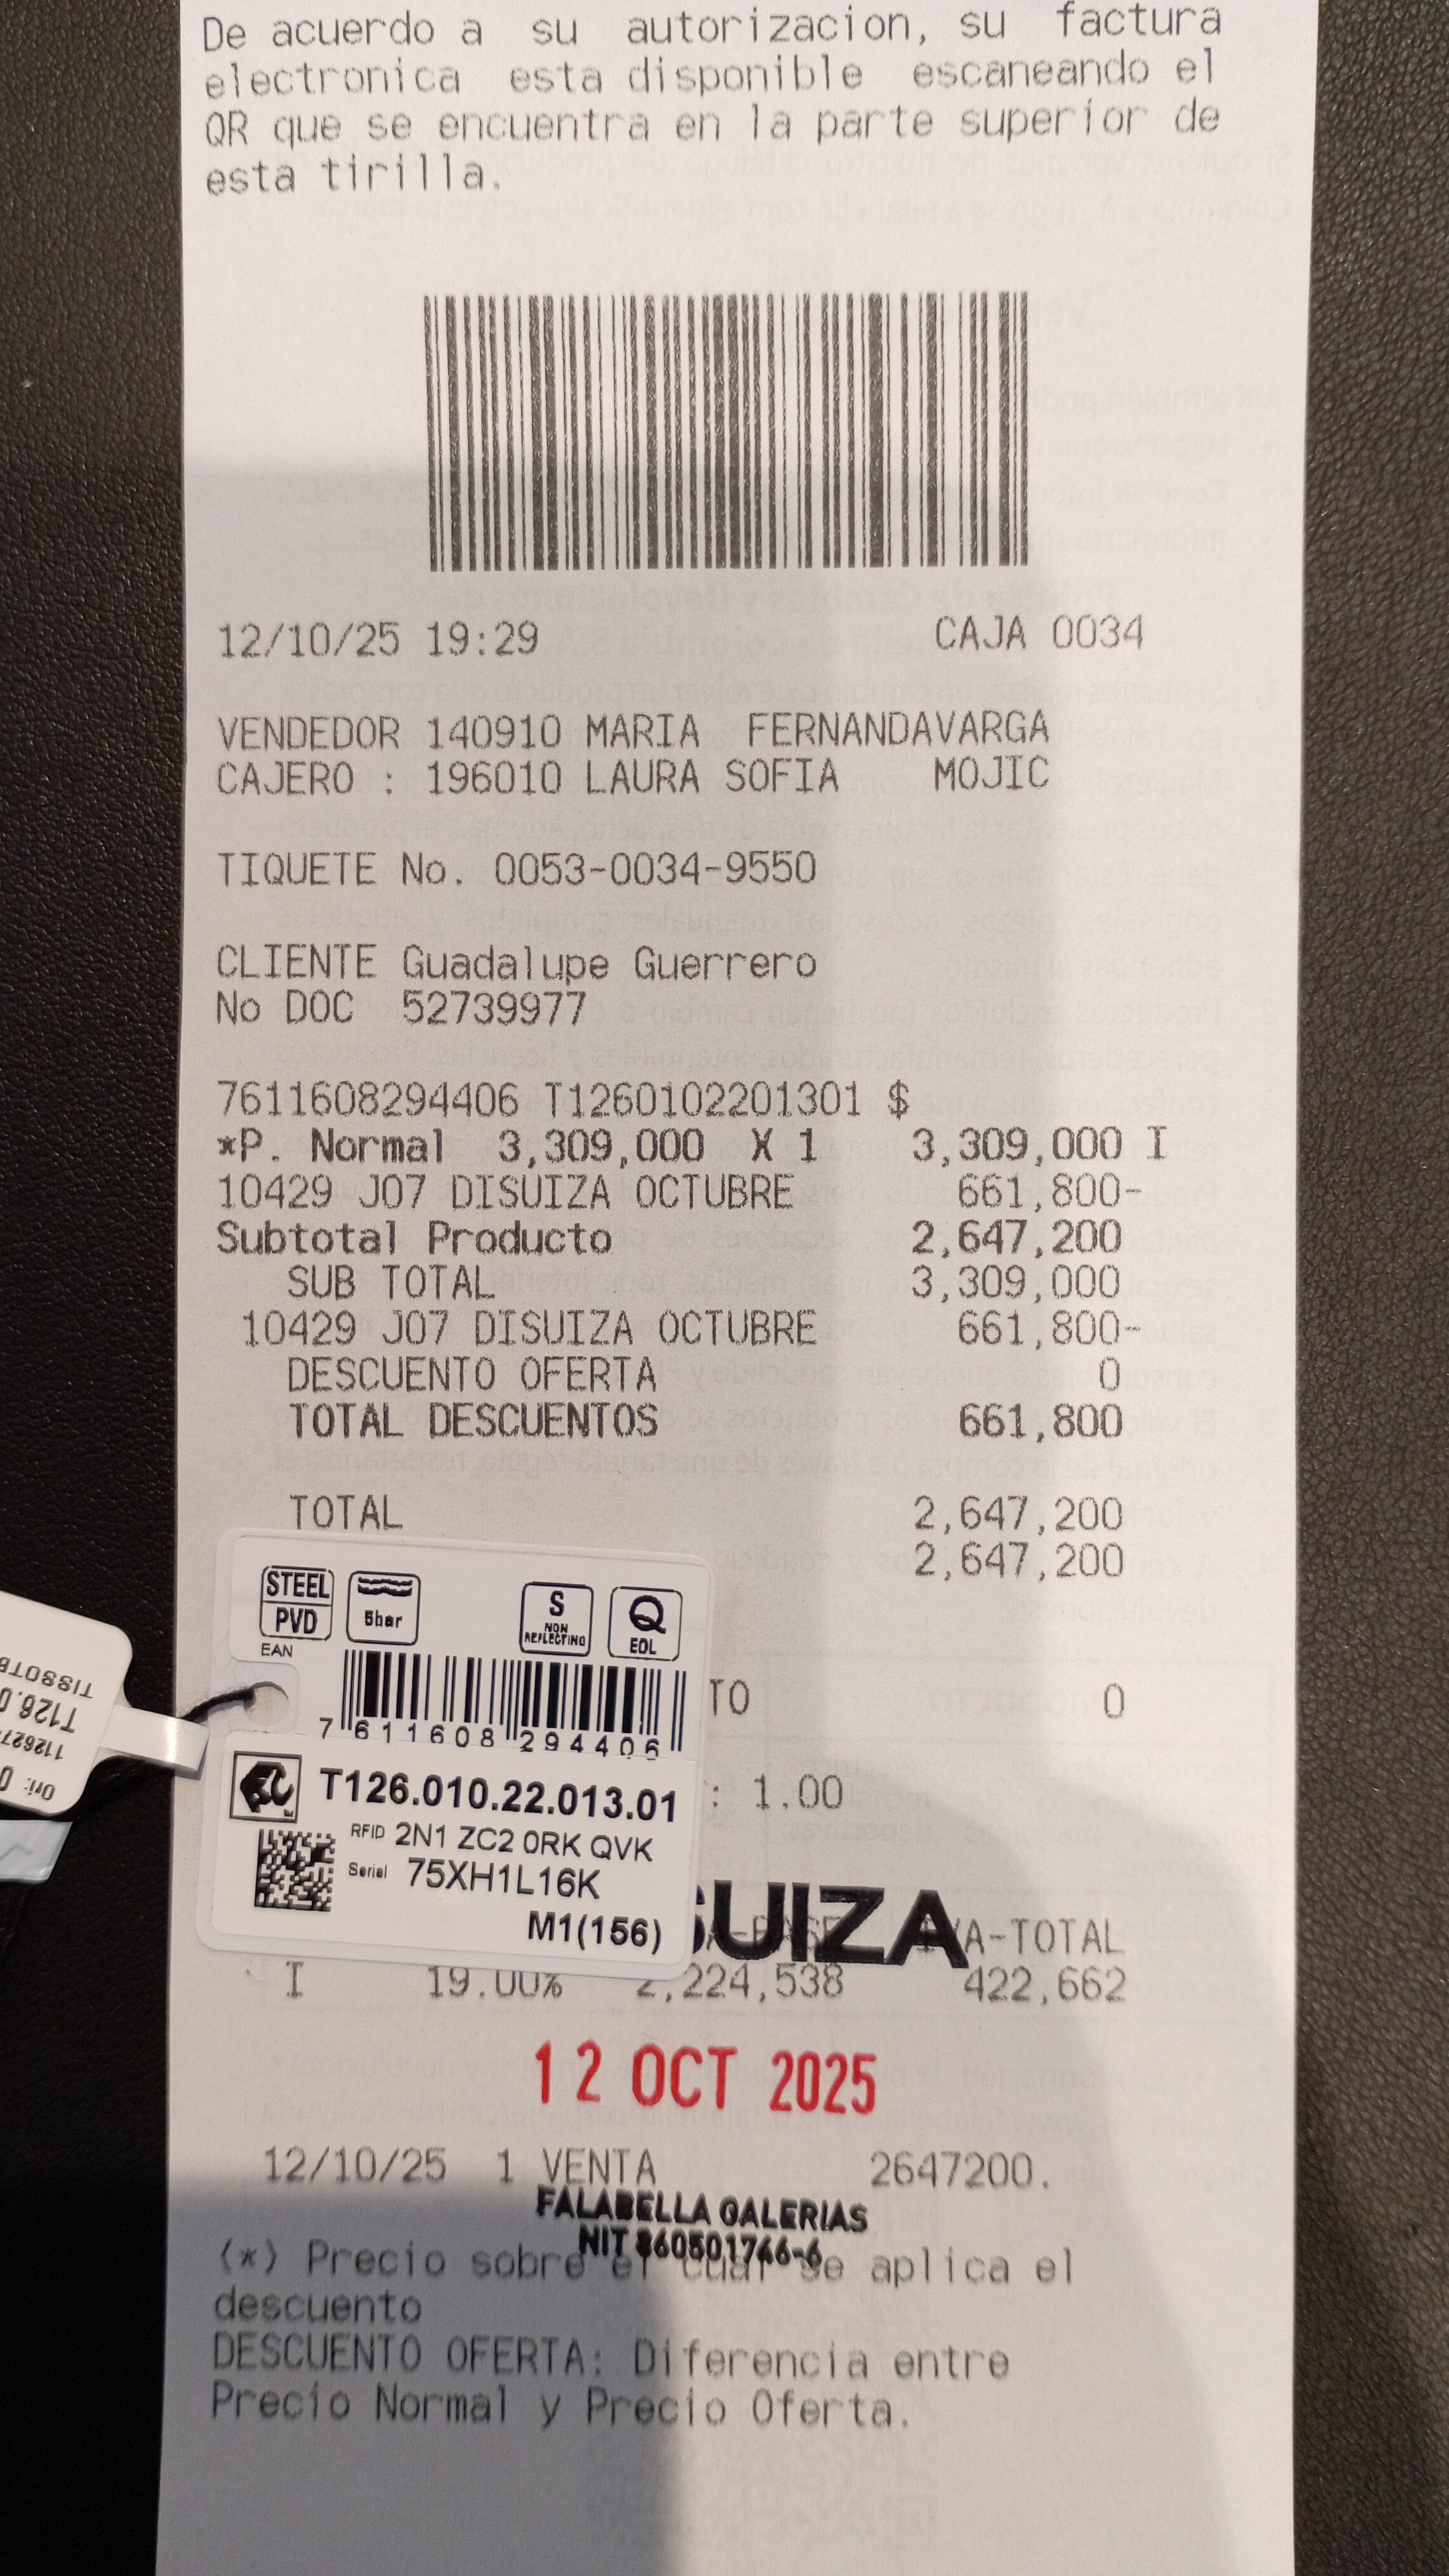 De acuerdo a su autorizacion, su factura
electronica esta disponible escaneando el
QR que se encuentra en la parte superior de
esta tirilla.
12/10/25 19:29 CAJA 0034
VENDEDOR 140910 MARIA FERNANDAVARGA
CAJERO : 196010 LAURA SOFIA MOJIC
TIQUETE No. 0053-0034-9550
CLIENTE Guadalupe Guerrero
No DOC 52739977
7611608294406 T1260102201301 $
*P. Normal 3,309,000 X 1 3,309,000 I
10429 J07 DISUIZA OCTUBRE 661,800-
Subtotal Producto 2,647,200
SUB TOTAL 3,309,000
10429 J07 DISUIZA OCTUBRE 661,800-
DESCUENTO OFERTA 0
TOTAL DESCUENTOS 661,800
TOTAL 2,647,200
2,647,200
STEEL
PVD
5bar
S
NON
REFLECTING
Q
EOL
EAN
7 611608 294406
TO 0
T126.010.22.013.01
: 1.00
RFID 2N1 ZC2 0RK QVK
Serial 75XH1L16K
M1(156)
UIZA
A-TOTAL
I 19.00% 2,224,538 422,662
12 OCT 2025
12/10/25 1 VENTA 2647200.
FALABELLA GALERIAS
NIT 860501766-6
(*) Precio sobre el cual se aplica el
descuento
DESCUENTO OFERTA: Diferencia entre
Precio Normal y Precio Oferta.